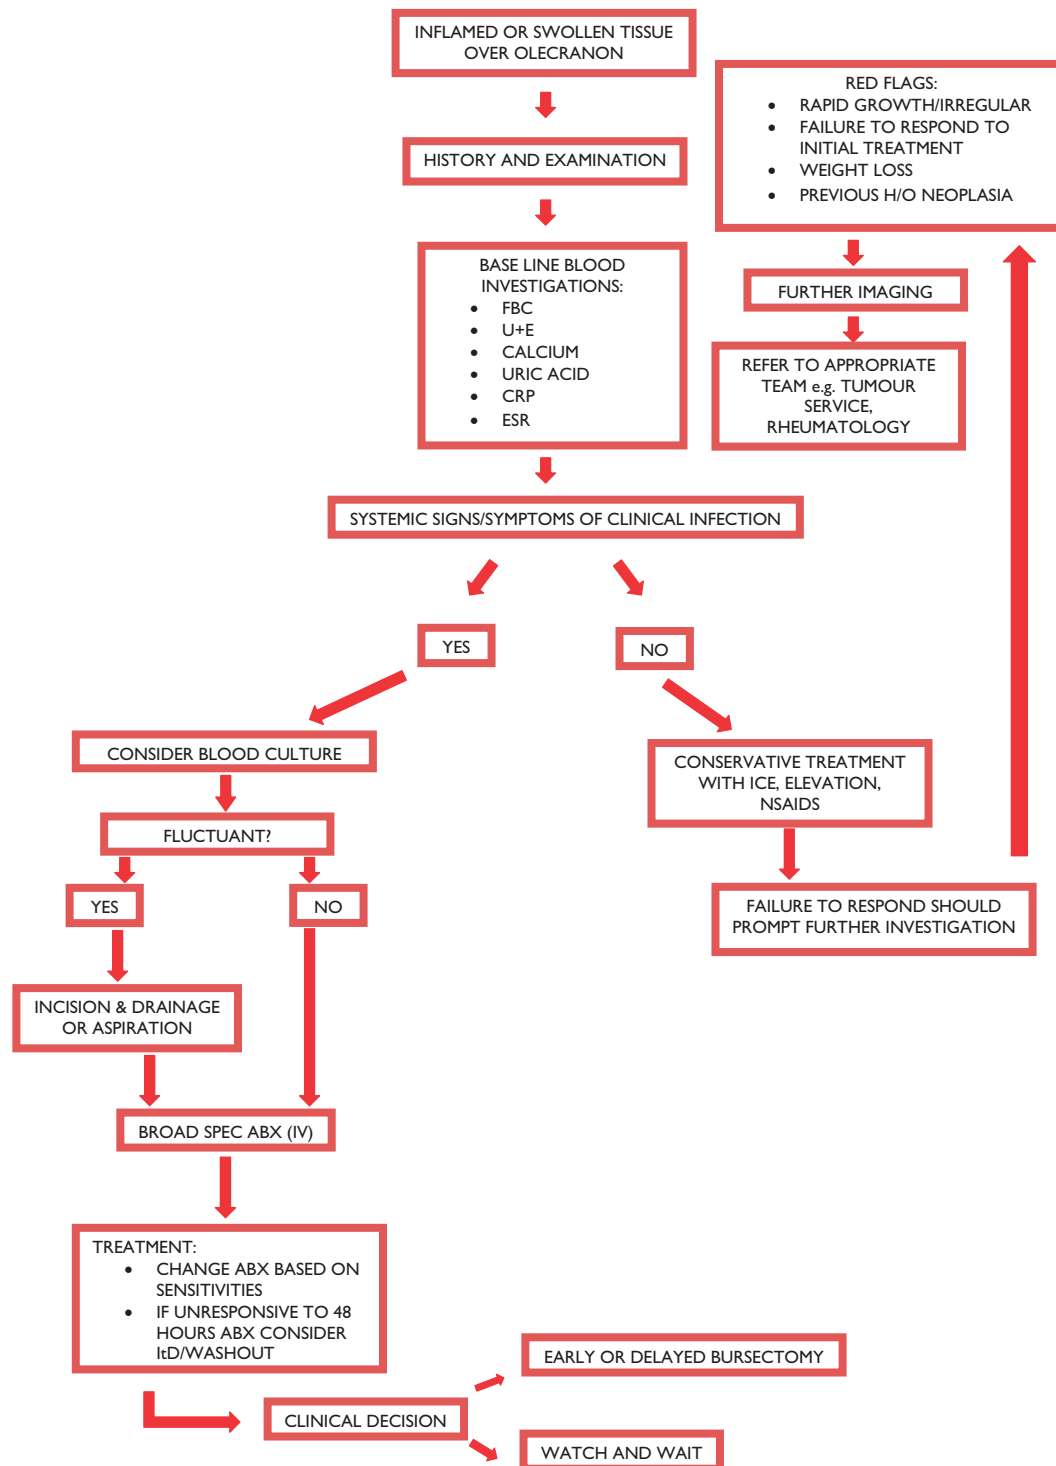 INFLAMED OR SWOLLEN TISSUE
OVER OLECRANON
HISTORY AND EXAMINATION
BASE LINE BLOOD
INVESTIGATIONS:
• FBC
• U+E
• CALCIUM
• URIC ACID
• CRP
• ESR
RED FLAGS:
• RAPID GROWTH/IRREGULAR
• FAILURE TO RESPOND TO
INITIAL TREATMENT
• WEIGHT LOSS
• PREVIOUS H/O NEOPLASIA
FURTHER IMAGING
REFER TO APPROPRIATE
TEAM e.g. TUMOUR
SERVICE,
RHEUMATOLOGY
SYSTEMIC SIGNS/SYMPTOMS OF CLINICAL INFECTION
YES
NO
CONSIDER BLOOD CULTURE
FLUCTUANT?
YES
NO
INCISION & DRAINAGE
OR ASPIRATION
BROAD SPEC ABX (IV)
CONSERVATIVE TREATMENT
WITH ICE, ELEVATION,
NSAIDS
FAILURE TO RESPOND SHOULD
PROMPT FURTHER INVESTIGATION
TREATMENT:
• CHANGE ABX BASED ON
SENSITIVITIES
• IF UNRESPONSIVE TO 48
HOURS ABX CONSIDER
ItD/WASHOUT
CLINICAL DECISION
EARLY OR DELAYED BURSECTOMY
WATCH AND WAIT